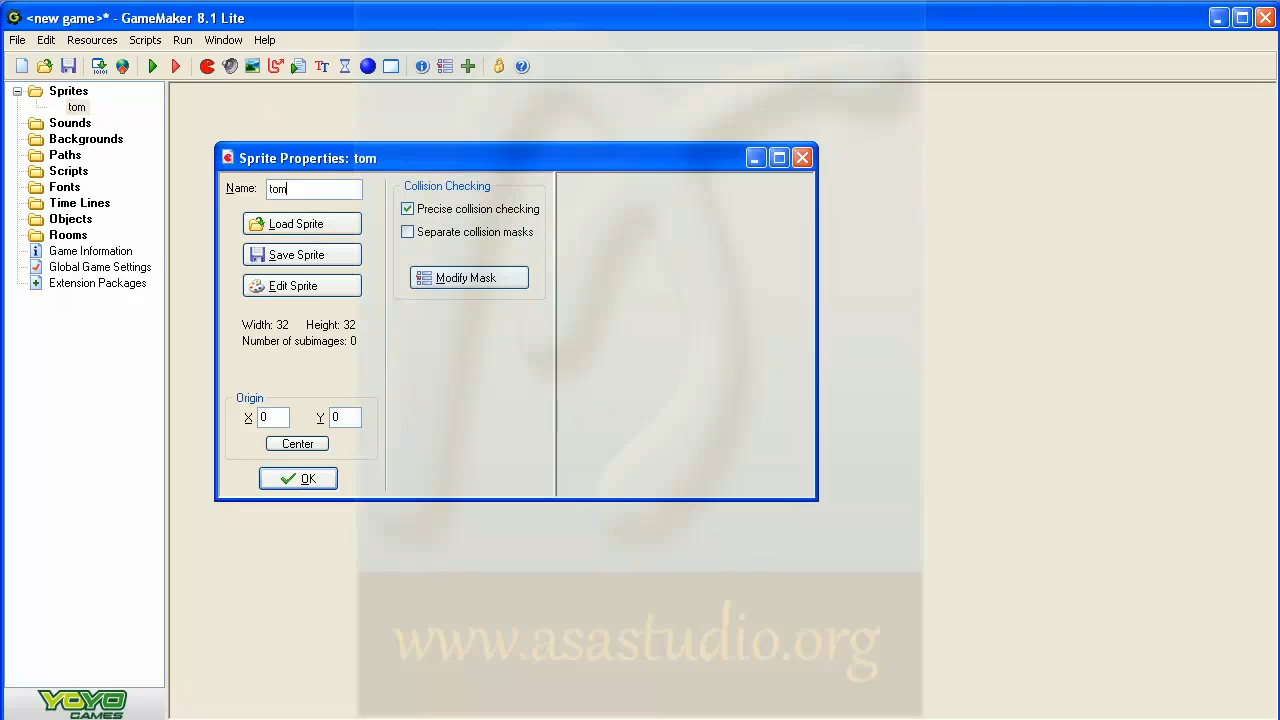 <new game>* - GameMaker 8.1 Lite
File Edit Resources Scripts Run Window Help
Sprites
tom
Sounds
Backgrounds
Paths
Scripts
Fonts
Time Lines
Objects
Rooms
Game Information
Global Game Settings
Extension Packages
Sprite Properties: tom
Name: tom
Load Sprite
Save Sprite
Edit Sprite
Width: 32 Height: 32
Number of subimages: 0
Origin
X 0 Y 0
Center
OK
Collision Checking
Precise collision checking
Separate collision masks
Modify Mask
www.asastudio.org
YOYO
GAMES